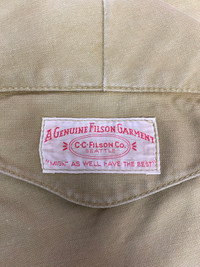 A GENUINE FILSON GARMENT
C·C·FILSON CO.
SEATTLE
"MIGHT AS WELL HAVE THE BEST"